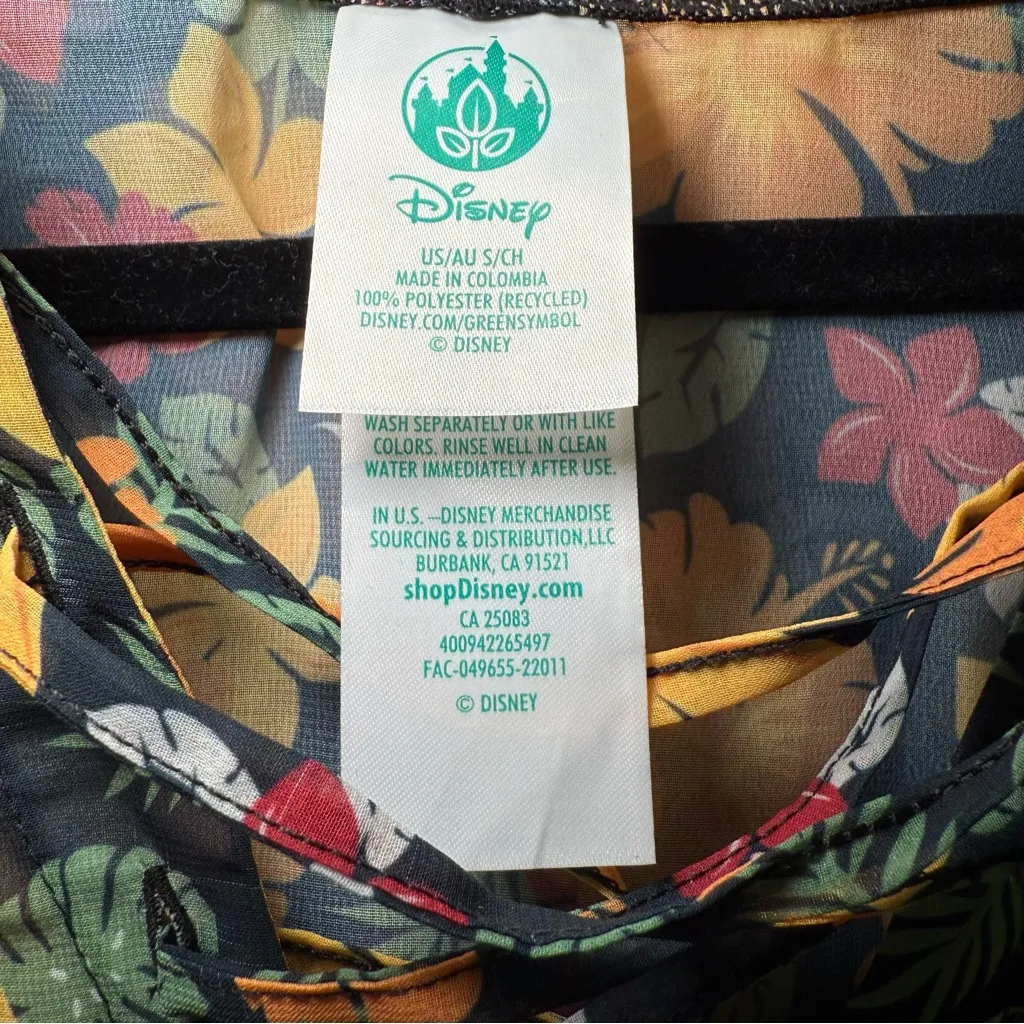 Disney
US/AU S/CH
MADE IN COLOMBIA
100% POLYESTER (RECYCLED)
DISNEY.COM/GREENSYMBOL
© DISNEY
WASH SEPARATELY OR WITH LIKE
COLORS. RINSE WELL IN CLEAN
WATER IMMEDIATELY AFTER USE.
IN U.S. –DISNEY MERCHANDISE
SOURCING & DISTRIBUTION,LLC
BURBANK, CA 91521
shopDisney.com
CA 25083
400942265497
FAC-049655-22011
© DISNEY